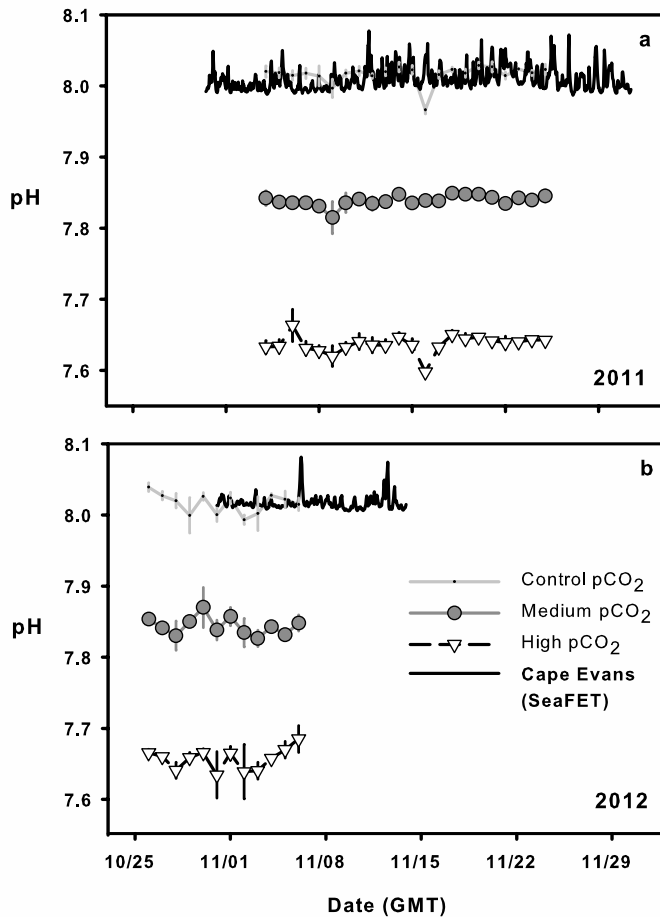 a
8.1
8.0
7.9
7.8
7.7
7.6
pH
2011
b
8.1
8.0
7.9
7.8
7.7
7.6
pH
Control pCO2
Medium pCO2
High pCO2
Cape Evans
(SeaFET)
2012
10/25 11/01 11/08 11/15 11/22 11/29
Date (GMT)